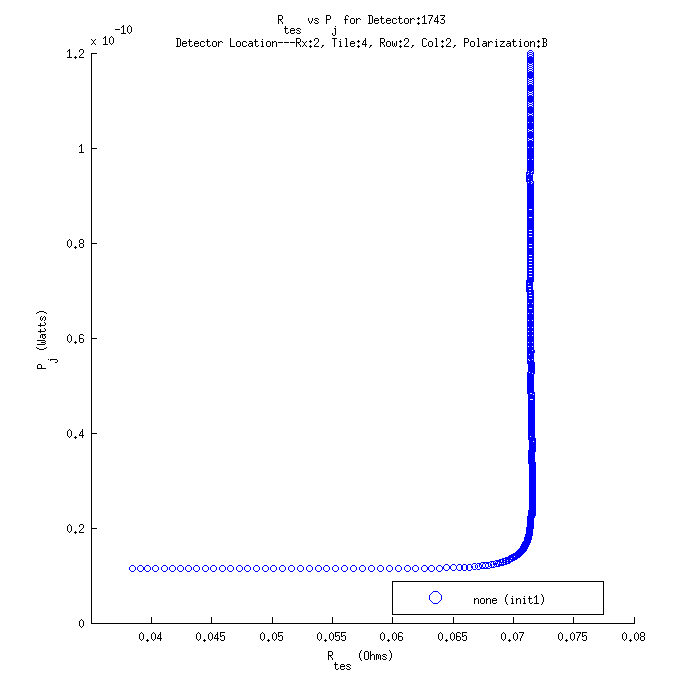 R_tes vs P_j for Detector:1743
Detector Location---Rx:2, Tile:4, Row:2, Col:2, Polarization:B
x 10^-10
1.2
1
0.8
0.6
0.4
0.2
0
P_j (Watts)
none (init1)
0.04 0.045 0.05 0.055 0.06 0.065 0.07 0.075 0.08
R_tes (Ohms)